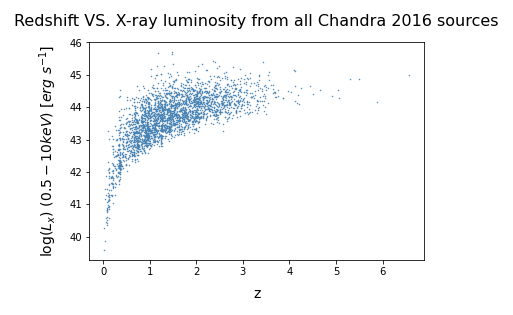 Redshift VS. X-ray luminosity from all Chandra 2016 sources
log(Lₓ) (0.5−10keV) [erg s⁻¹]
46
45
44
43
42
41
40
0 1 2 3 4 5 6
z